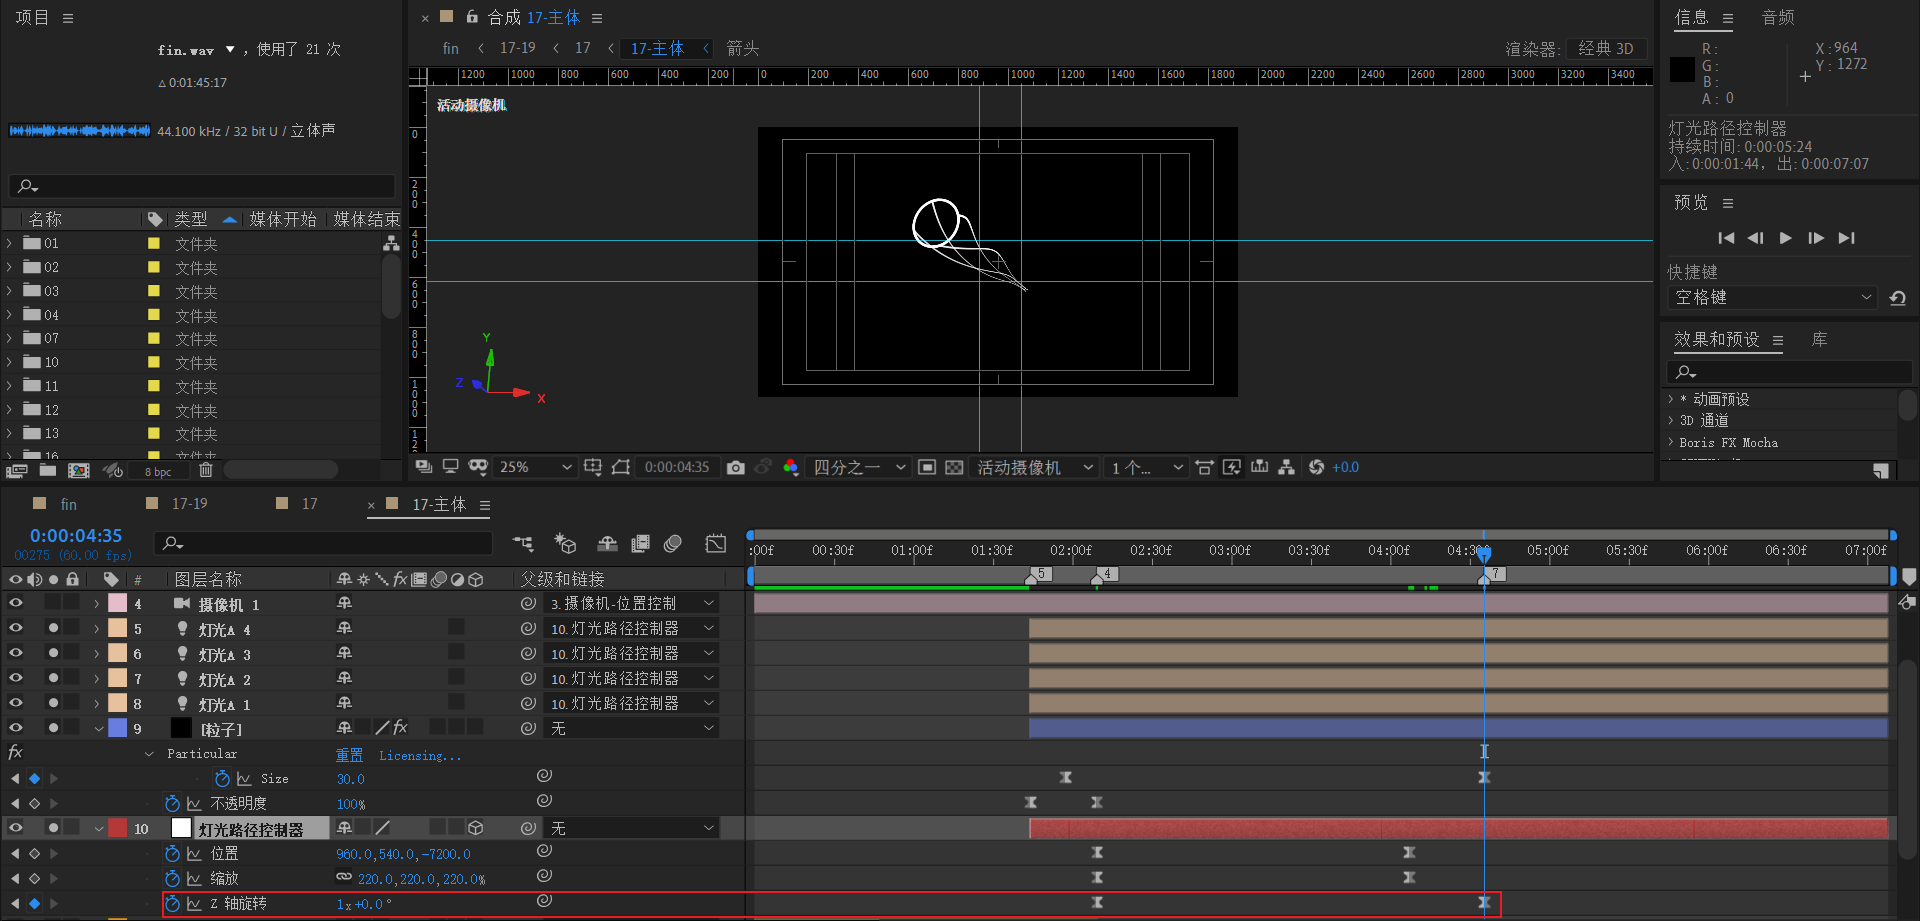 项目
fin.wav ▼ , 使用了 21 次
△ 0:01:45:17
44.100 kHz / 32 bit U / 立体声
名称 类型 媒体开始 媒体结束
01 文件夹
02 文件夹
03 文件夹
04 文件夹
07 文件夹
10 文件夹
11 文件夹
12 文件夹
13 文件夹
16 文件夹
8 bpc
× 合成 17-主体
fin < 17-19 < 17 < 17-主体 < 箭头
渲染器: 经典 3D
1200 1000 800 600 400 200 0 200 400 600 800 1000 1200 1400 1600 1800 2000 2200 2400 2600 2800 3000 3200 3400
0
200
400
600
800
1000
12
活动摄像机
Y
Z
X
25% 0:00:04:35 四分之一 活动摄像机 1 个... +0.0
信息 音频
R:
G:
B:
A: 0
X:964
Y: 1272
灯光路径控制器
持续时间: 0:00:05:24
入:0:00:01:44, 出: 0:00:07:07
预览
快捷键
空格键
效果和预设 库
* 动画预设
3D 通道
Boris FX Mocha
fin 17-19 17 × 17-主体
0:00:04:35
00275 (60.00 fps)
:00f 00:30f 01:00f 01:30f 02:00f 02:30f 03:00f 03:30f 04:00f 04:30f 05:00f 05:30f 06:00f 06:30f 07:00f
# 图层名称 fx 父级和链接
5 4 7
4 摄像机 1 3. 摄像机-位置控制
5 灯光A 4 10. 灯光路径控制器
6 灯光A 3 10. 灯光路径控制器
7 灯光A 2 10. 灯光路径控制器
8 灯光A 1 10. 灯光路径控制器
9 [粒子] fx 无
fx Particular 重置 Licensing...
Size 30.0
不透明度 100%
10 灯光路径控制器 无
位置 960.0,540.0,-7200.0
缩放 220.0,220.0,220.0%
Z 轴旋转 1x+0.0°